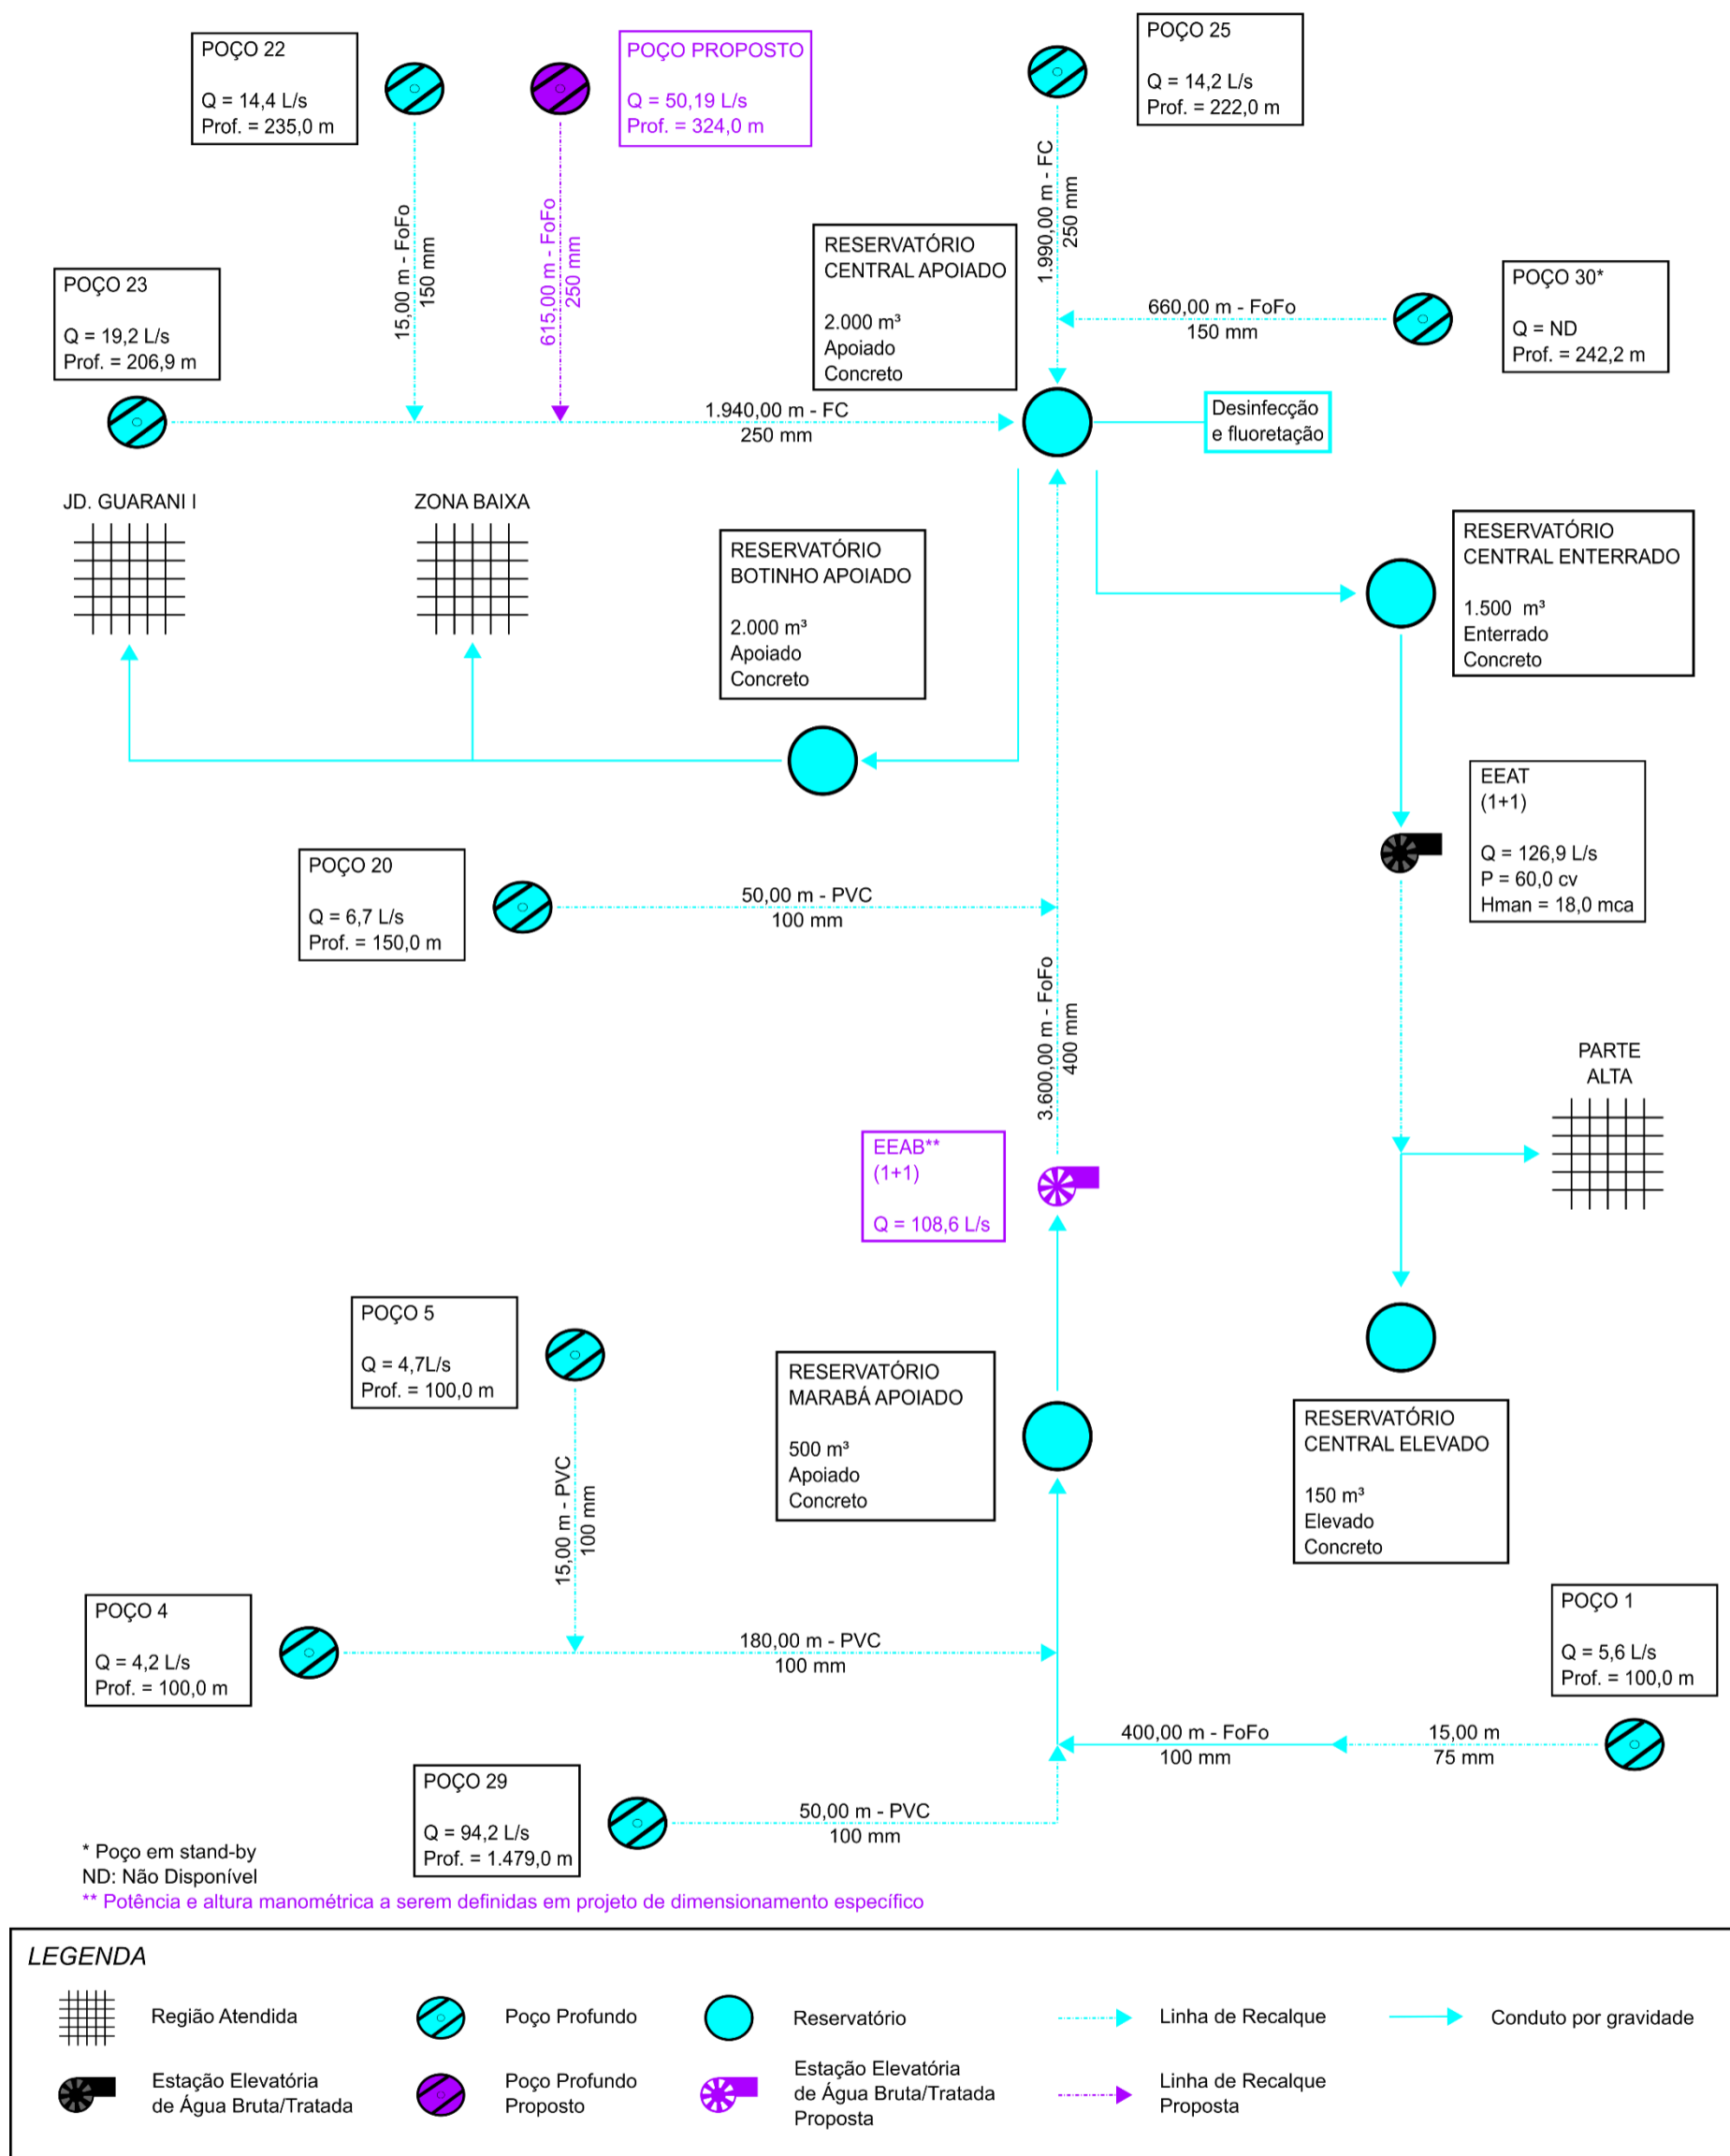 POÇO 22
Q = 14,4 L/s
Prof. = 235,0 m
POÇO PROPOSTO
Q = 50,19 L/s
Prof. = 324,0 m
POÇO 25
Q = 14,2 L/s
Prof. = 222,0 m
15,00 m - FoFo
150 mm
615,00 m - FoFo
250 mm
1.990,00 m - FC
250 mm
RESERVATÓRIO
CENTRAL APOIADO
2.000 m³
Apoiado
Concreto
POÇO 23
Q = 19,2 L/s
Prof. = 206,9 m
POÇO 30*
Q = ND
Prof. = 242,2 m
660,00 m - FoFo
150 mm
1.940,00 m - FC
250 mm
Desinfecção
e fluoretação
JD. GUARANI I
ZONA BAIXA
RESERVATÓRIO
BOTINHO APOIADO
2.000 m³
Apoiado
Concreto
RESERVATÓRIO
CENTRAL ENTERRADO
1.500 m³
Enterrado
Concreto
EEAT
(1+1)
Q = 126,9 L/s
P = 60,0 cv
Hman = 18,0 mca
POÇO 20
Q = 6,7 L/s
Prof. = 150,0 m
50,00 m - PVC
100 mm
3.600,00 m - FoFo
400 mm
PARTE
ALTA
EEAB**
(1+1)
Q = 108,6 L/s
POÇO 5
Q = 4,7L/s
Prof. = 100,0 m
15,00 m - PVC
100 mm
RESERVATÓRIO
MARABÁ APOIADO
500 m³
Apoiado
Concreto
RESERVATÓRIO
CENTRAL ELEVADO
150 m³
Elevado
Concreto
POÇO 4
Q = 4,2 L/s
Prof. = 100,0 m
180,00 m - PVC
100 mm
POÇO 1
Q = 5,6 L/s
Prof. = 100,0 m
400,00 m - FoFo
100 mm
15,00 m
75 mm
POÇO 29
Q = 94,2 L/s
Prof. = 1.479,0 m
50,00 m - PVC
100 mm
* Poço em stand-by
ND: Não Disponível
** Potência e altura manométrica a serem definidas em projeto de dimensionamento específico
LEGENDA
Região Atendida
Poço Profundo
Reservatório
Linha de Recalque
Conduto por gravidade
Estação Elevatória
de Água Bruta/Tratada
Poço Profundo
Proposto
Estação Elevatória
de Água Bruta/Tratada
Proposta
Linha de Recalque
Proposta